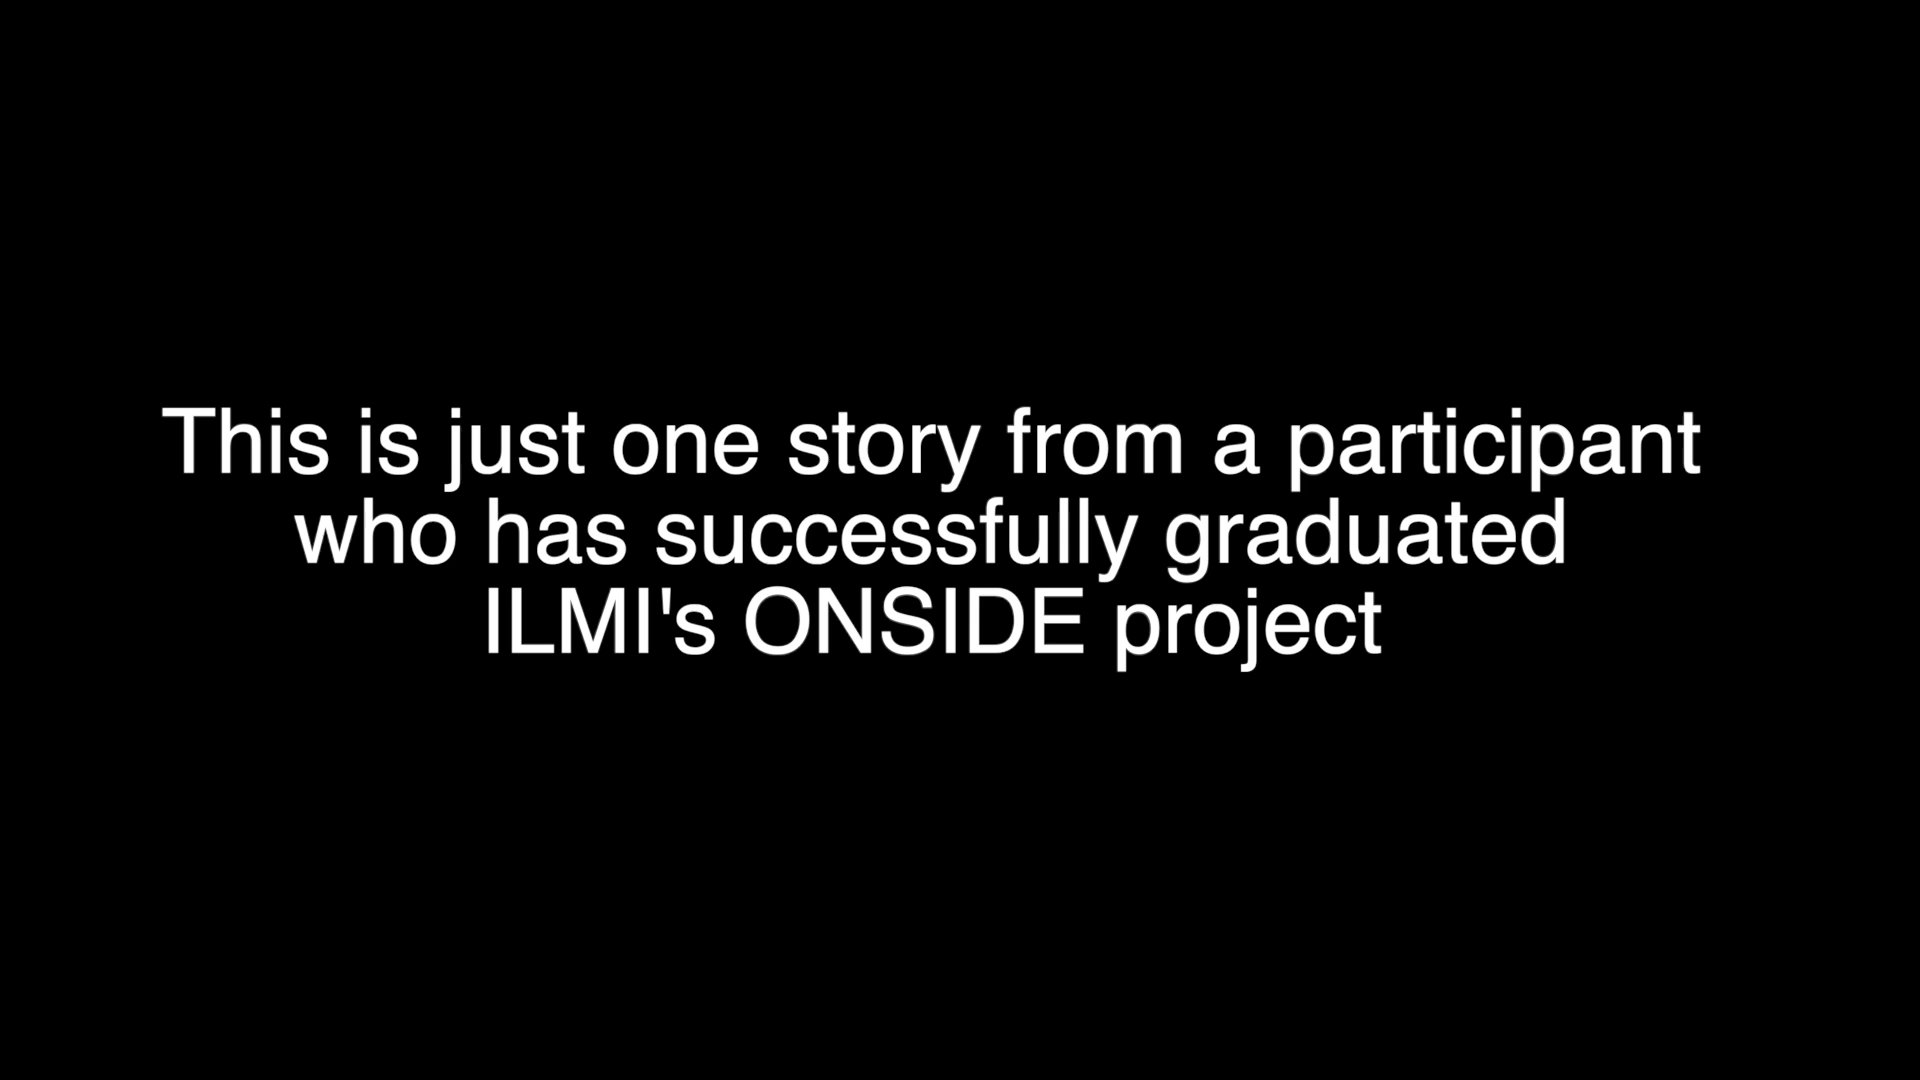 This is just one story from a participant
who has successfully graduated
ILMI's ONSIDE project